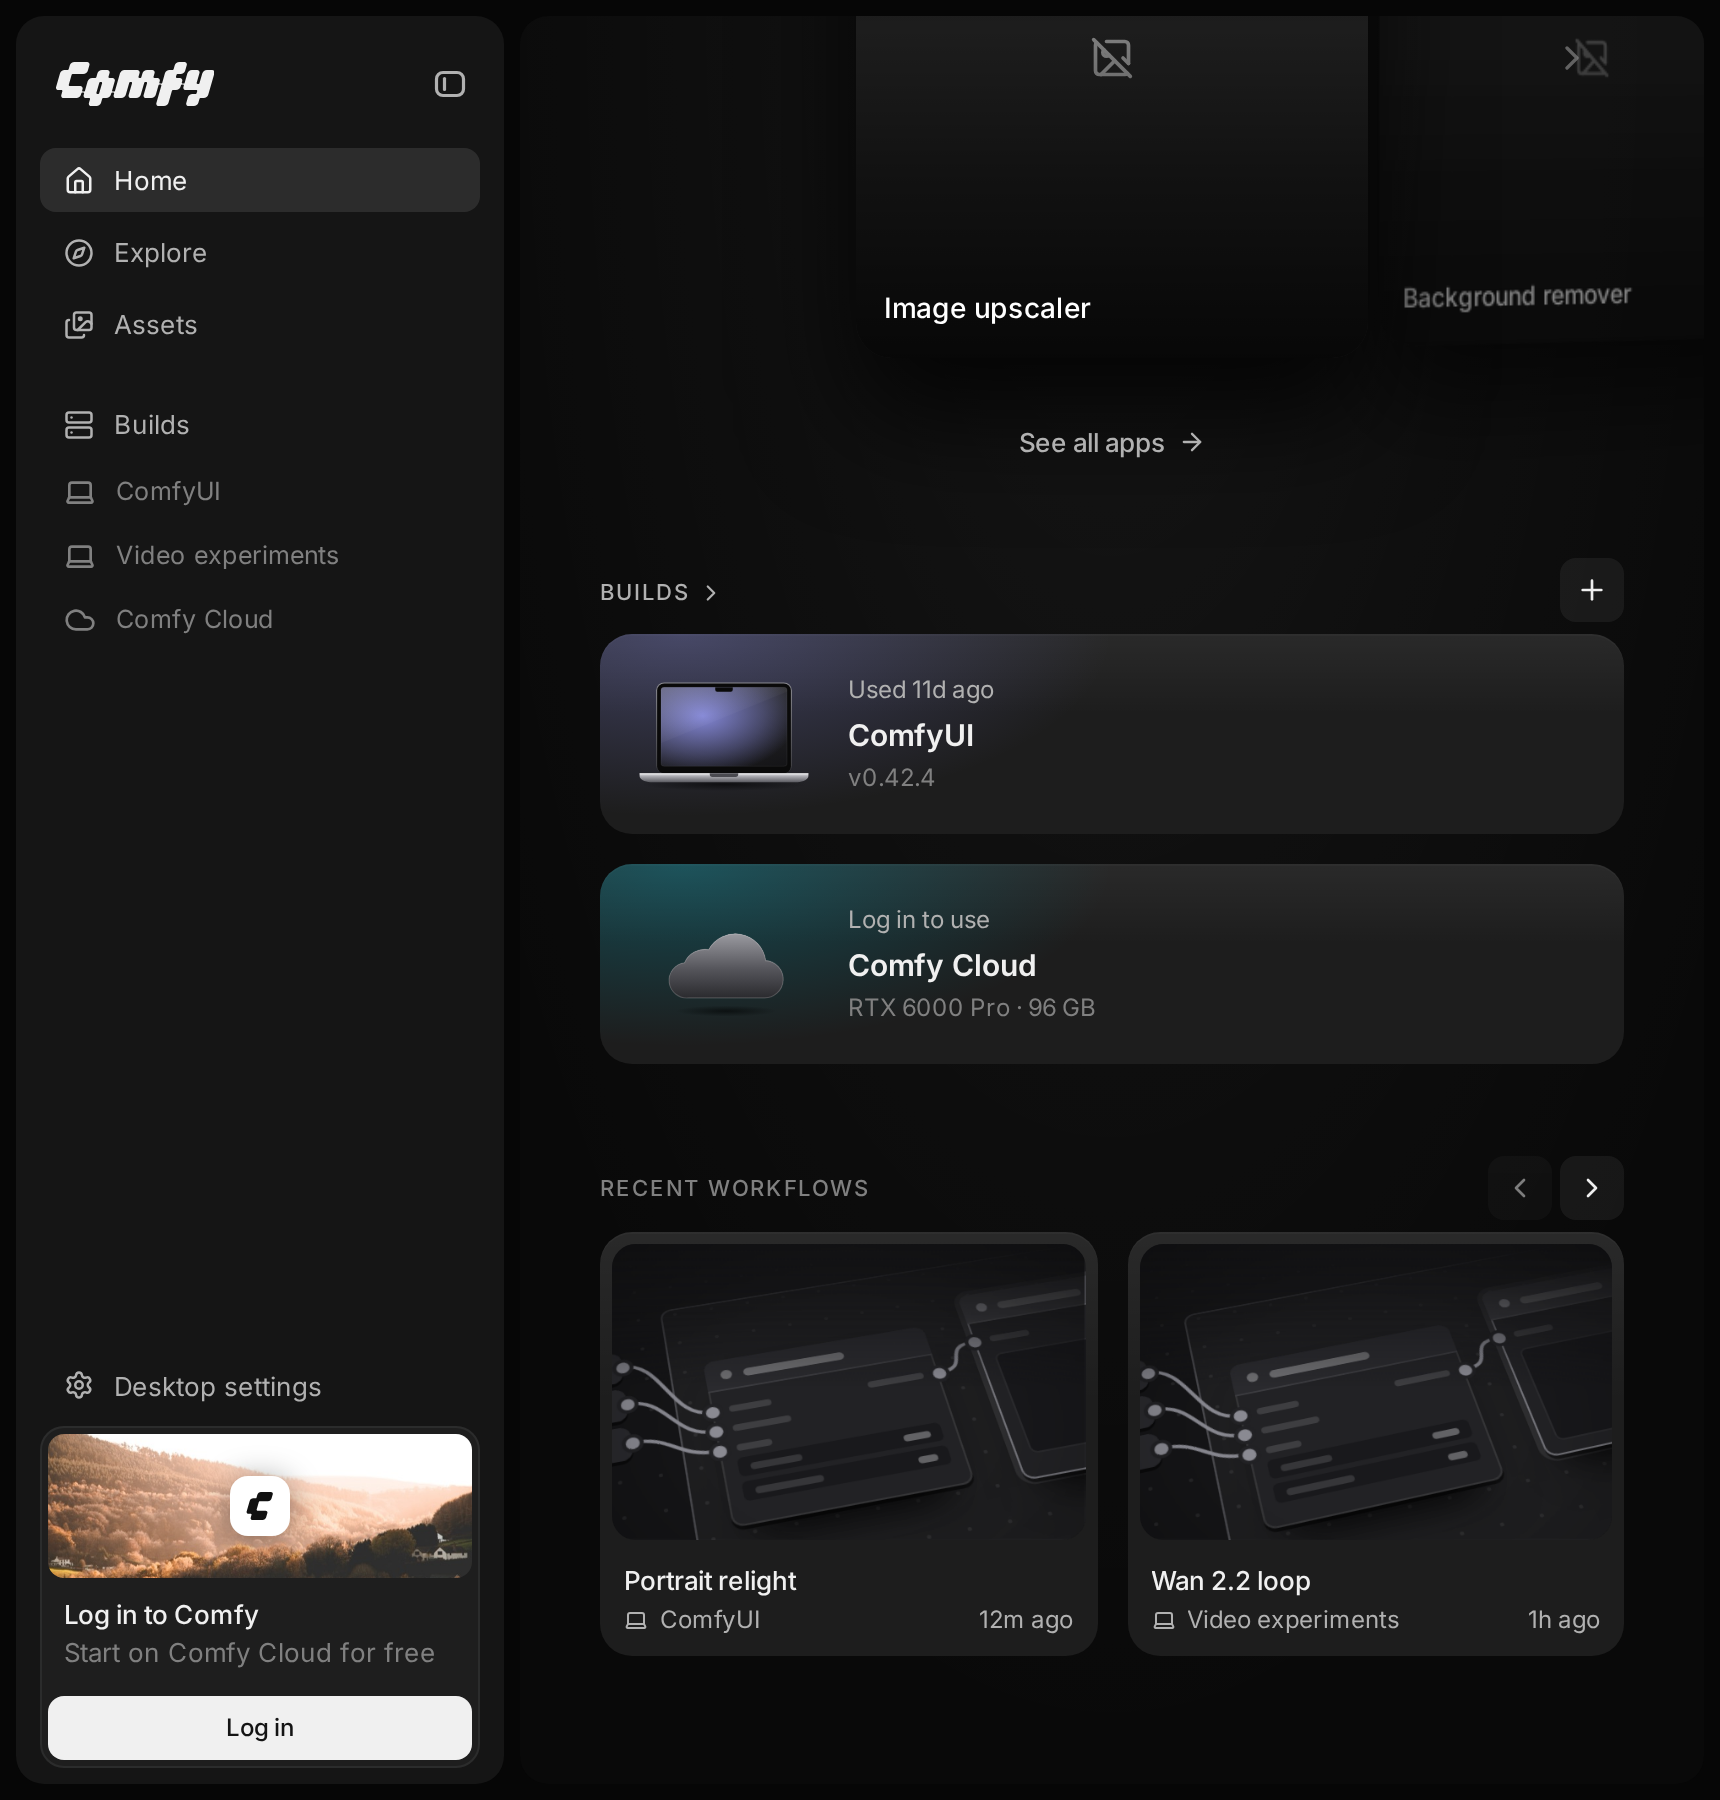 Comfy
Home
Explore
Assets
Builds
ComfyUI
Video experiments
Comfy Cloud
Desktop settings
Log in to Comfy
Start on Comfy Cloud for free
Log in
Image upscaler
Background remover
See all apps
BUILDS
Used 11d ago
ComfyUI
v0.42.4
Log in to use
Comfy Cloud
RTX 6000 Pro · 96 GB
RECENT WORKFLOWS
Portrait relight
ComfyUI 12m ago
Wan 2.2 loop
Video experiments 1h ago